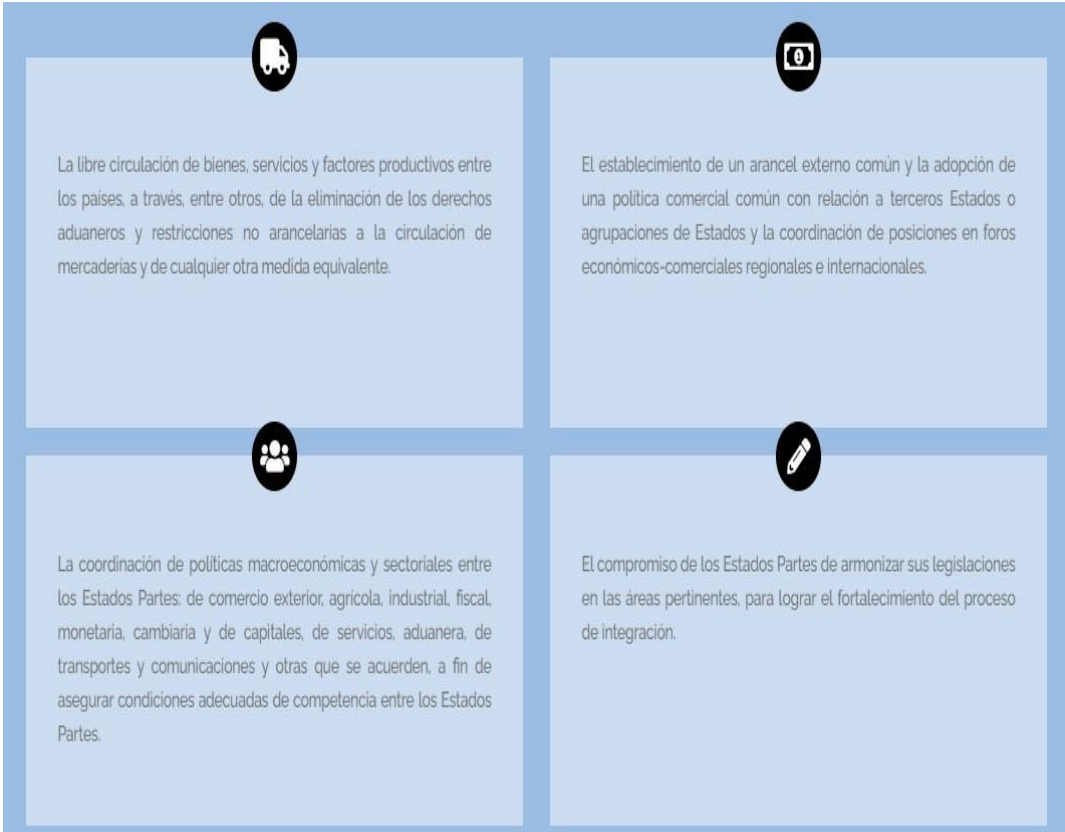 La libre circulación de bienes, servicios y factores productivos entre
los países, a través, entre otros, de la eliminación de los derechos
aduaneros y restricciones no arancelarias a la circulación de
mercaderías y de cualquier otra medida equivalente.
1
El establecimiento de un arancel externo común y la adopción de
una política comercial común con relación a terceros Estados o
agrupaciones de Estados y la coordinación de posiciones en foros
económicos-comerciales regionales e internacionales.
La coordinación de políticas macroeconómicas y sectoriales entre
los Estados Partes: de comercio exterior, agrícola, industrial, fiscal,
monetaria, cambiaria y de capitales, de servicios, aduanera, de
transportes y comunicaciones y otras que se acuerden, a fin de
asegurar condiciones adecuadas de competencia entre los Estados
Partes.
El compromiso de los Estados Partes de armonizar sus legislaciones
en las áreas pertinentes, para lograr el fortalecimiento del proceso
de integración.